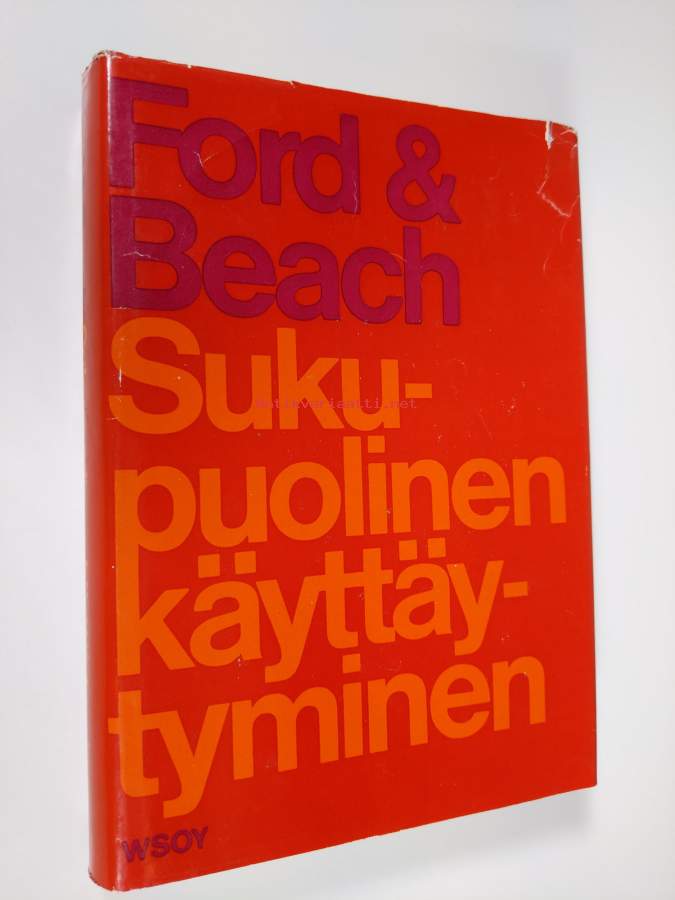 Ford &
Beach
Suku-
puolinen
käyttäy-
tyminen
WSOY